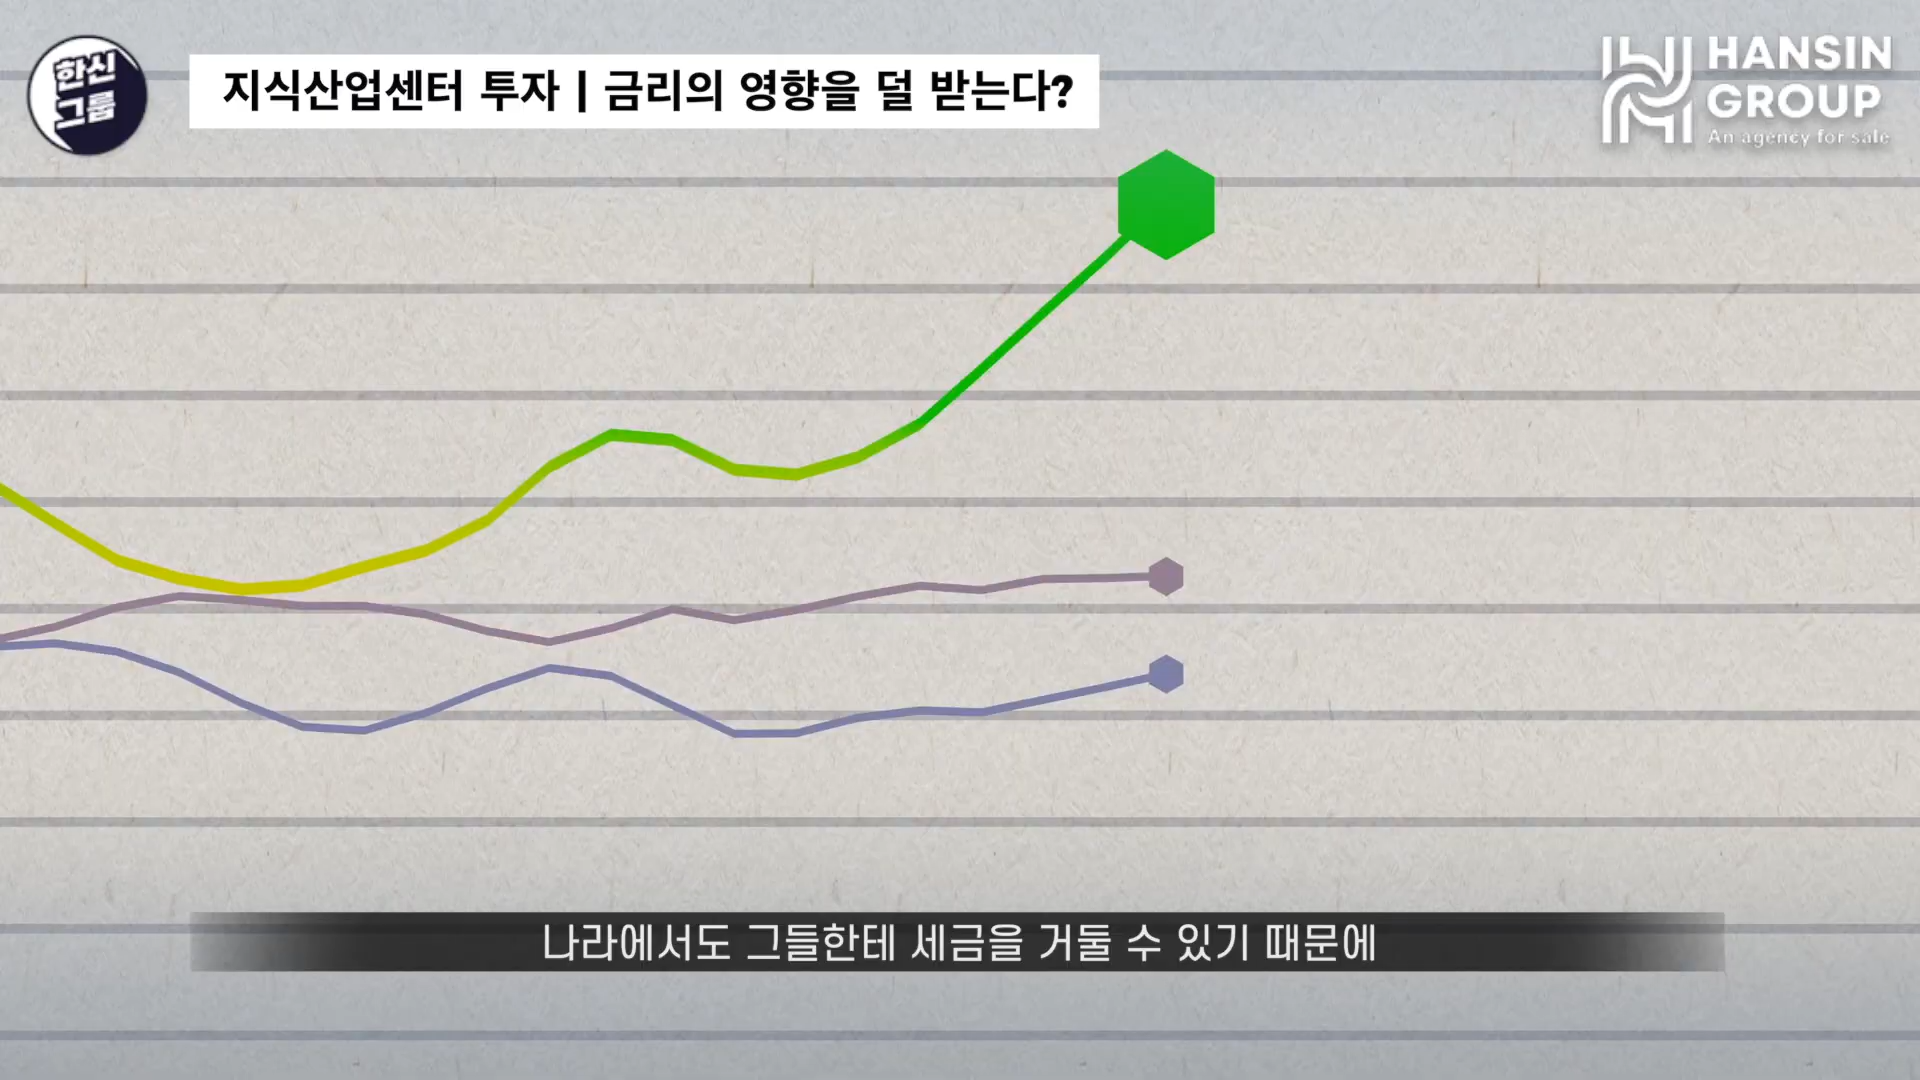 한신
그룹
지식산업센터 투자 | 금리의 영향을 덜 받는다?
HANSIN
GROUP
An agency for sale
나라에서도 그들한테 세금을 거둘 수 있기 때문에